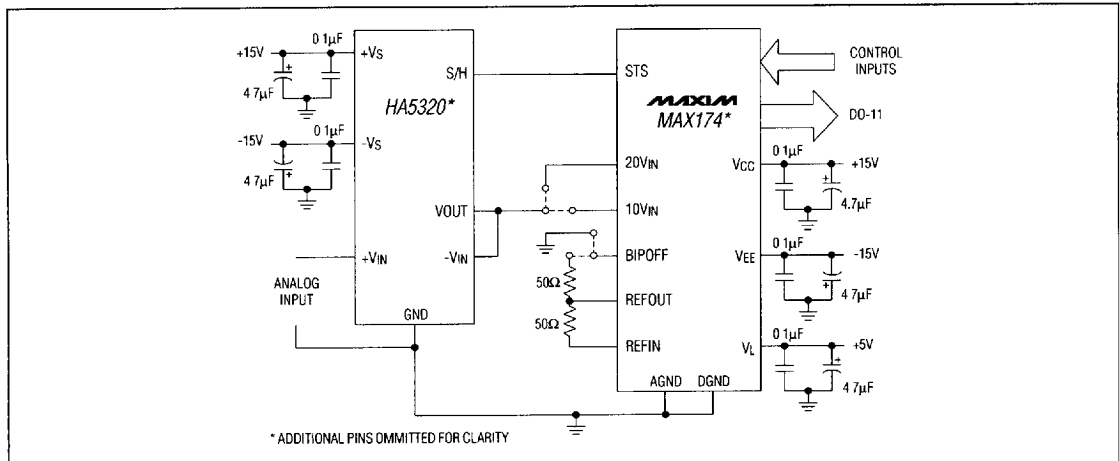 +15V
0 1µF
+VS
4 7µF
-15V
0 1µF
-VS
4 7µF
HA5320*
S/H
VOUT
-VIN
+VIN
ANALOG
INPUT
GND
STS
MAXIM
MAX174*
20VIN
10VIN
BIPOFF
50Ω
REFOUT
50Ω
REFIN
AGND
DGND
CONTROL
INPUTS
DO-11
VCC
0 1µF
+15V
4.7µF
VEE
0 1µF
-15V
4 7µF
VL
0 1µF
+5V
4 7µF
* ADDITIONAL PINS OMMITTED FOR CLARITY